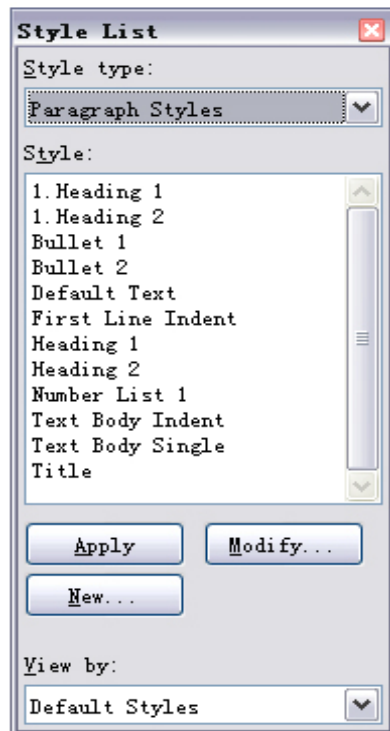 Style List
Style type:
Paragraph Styles
Style:
1.Heading 1
1.Heading 2
Bullet 1
Bullet 2
Default Text
First Line Indent
Heading 1
Heading 2
Number List 1
Text Body Indent
Text Body Single
Title
Apply Modify...
New...
View by:
Default Styles